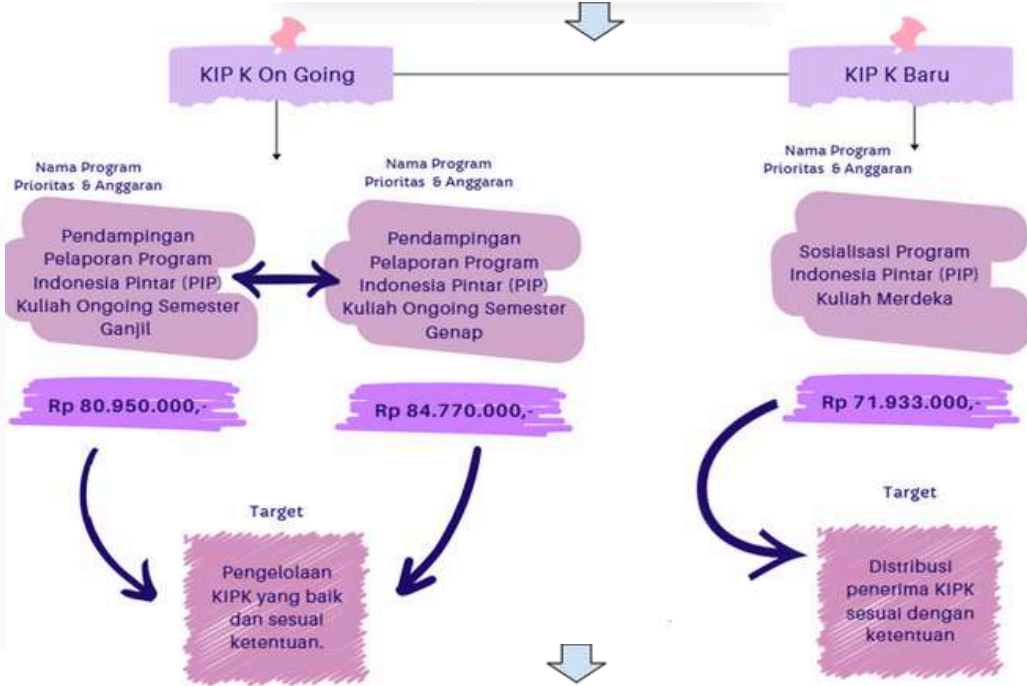 KIP K On Going
KIP K Baru
Nama Program
Prioritas & Anggaran
Nama Program
Prioritas & Anggaran
Nama Program
Prioritas & Anggaran
Pendampingan
Pelaporan Program
Indonesia Pintar (PIP)
Kuliah Ongoing Semester
Ganjil
Pendampingan
Pelaporan Program
Indonesia Pintar (PIP)
Kuliah Ongoing Semester
Genap
Sosialisasi Program
Indonesia Pintar (PIP)
Kuliah Merdeka
Rp 80.950.000,-
Rp 84.770.000,-
Rp 71.933.000,-
Target
Pengelolaan
KIPK yang baik
dan sesuai
ketentuan.
Target
Distribusi
penerima KIPK
sesuai dengan
ketentuan